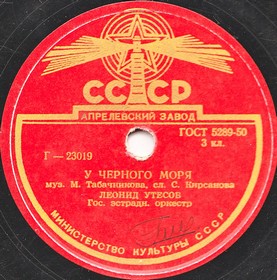 СССР
АПРЕЛЕВСКИЙ ЗАВОД
ГОСТ 5289-50
3 кл.
Г — 23019
У ЧЕРНОГО МОРЯ
муз. М. Табачникова, сл. С. Кирсанова
ЛЕОНИД УТЕСОВ
Гос. эстрадн. оркестр
МИНИСТЕРСТВО КУЛЬТУРЫ СССР